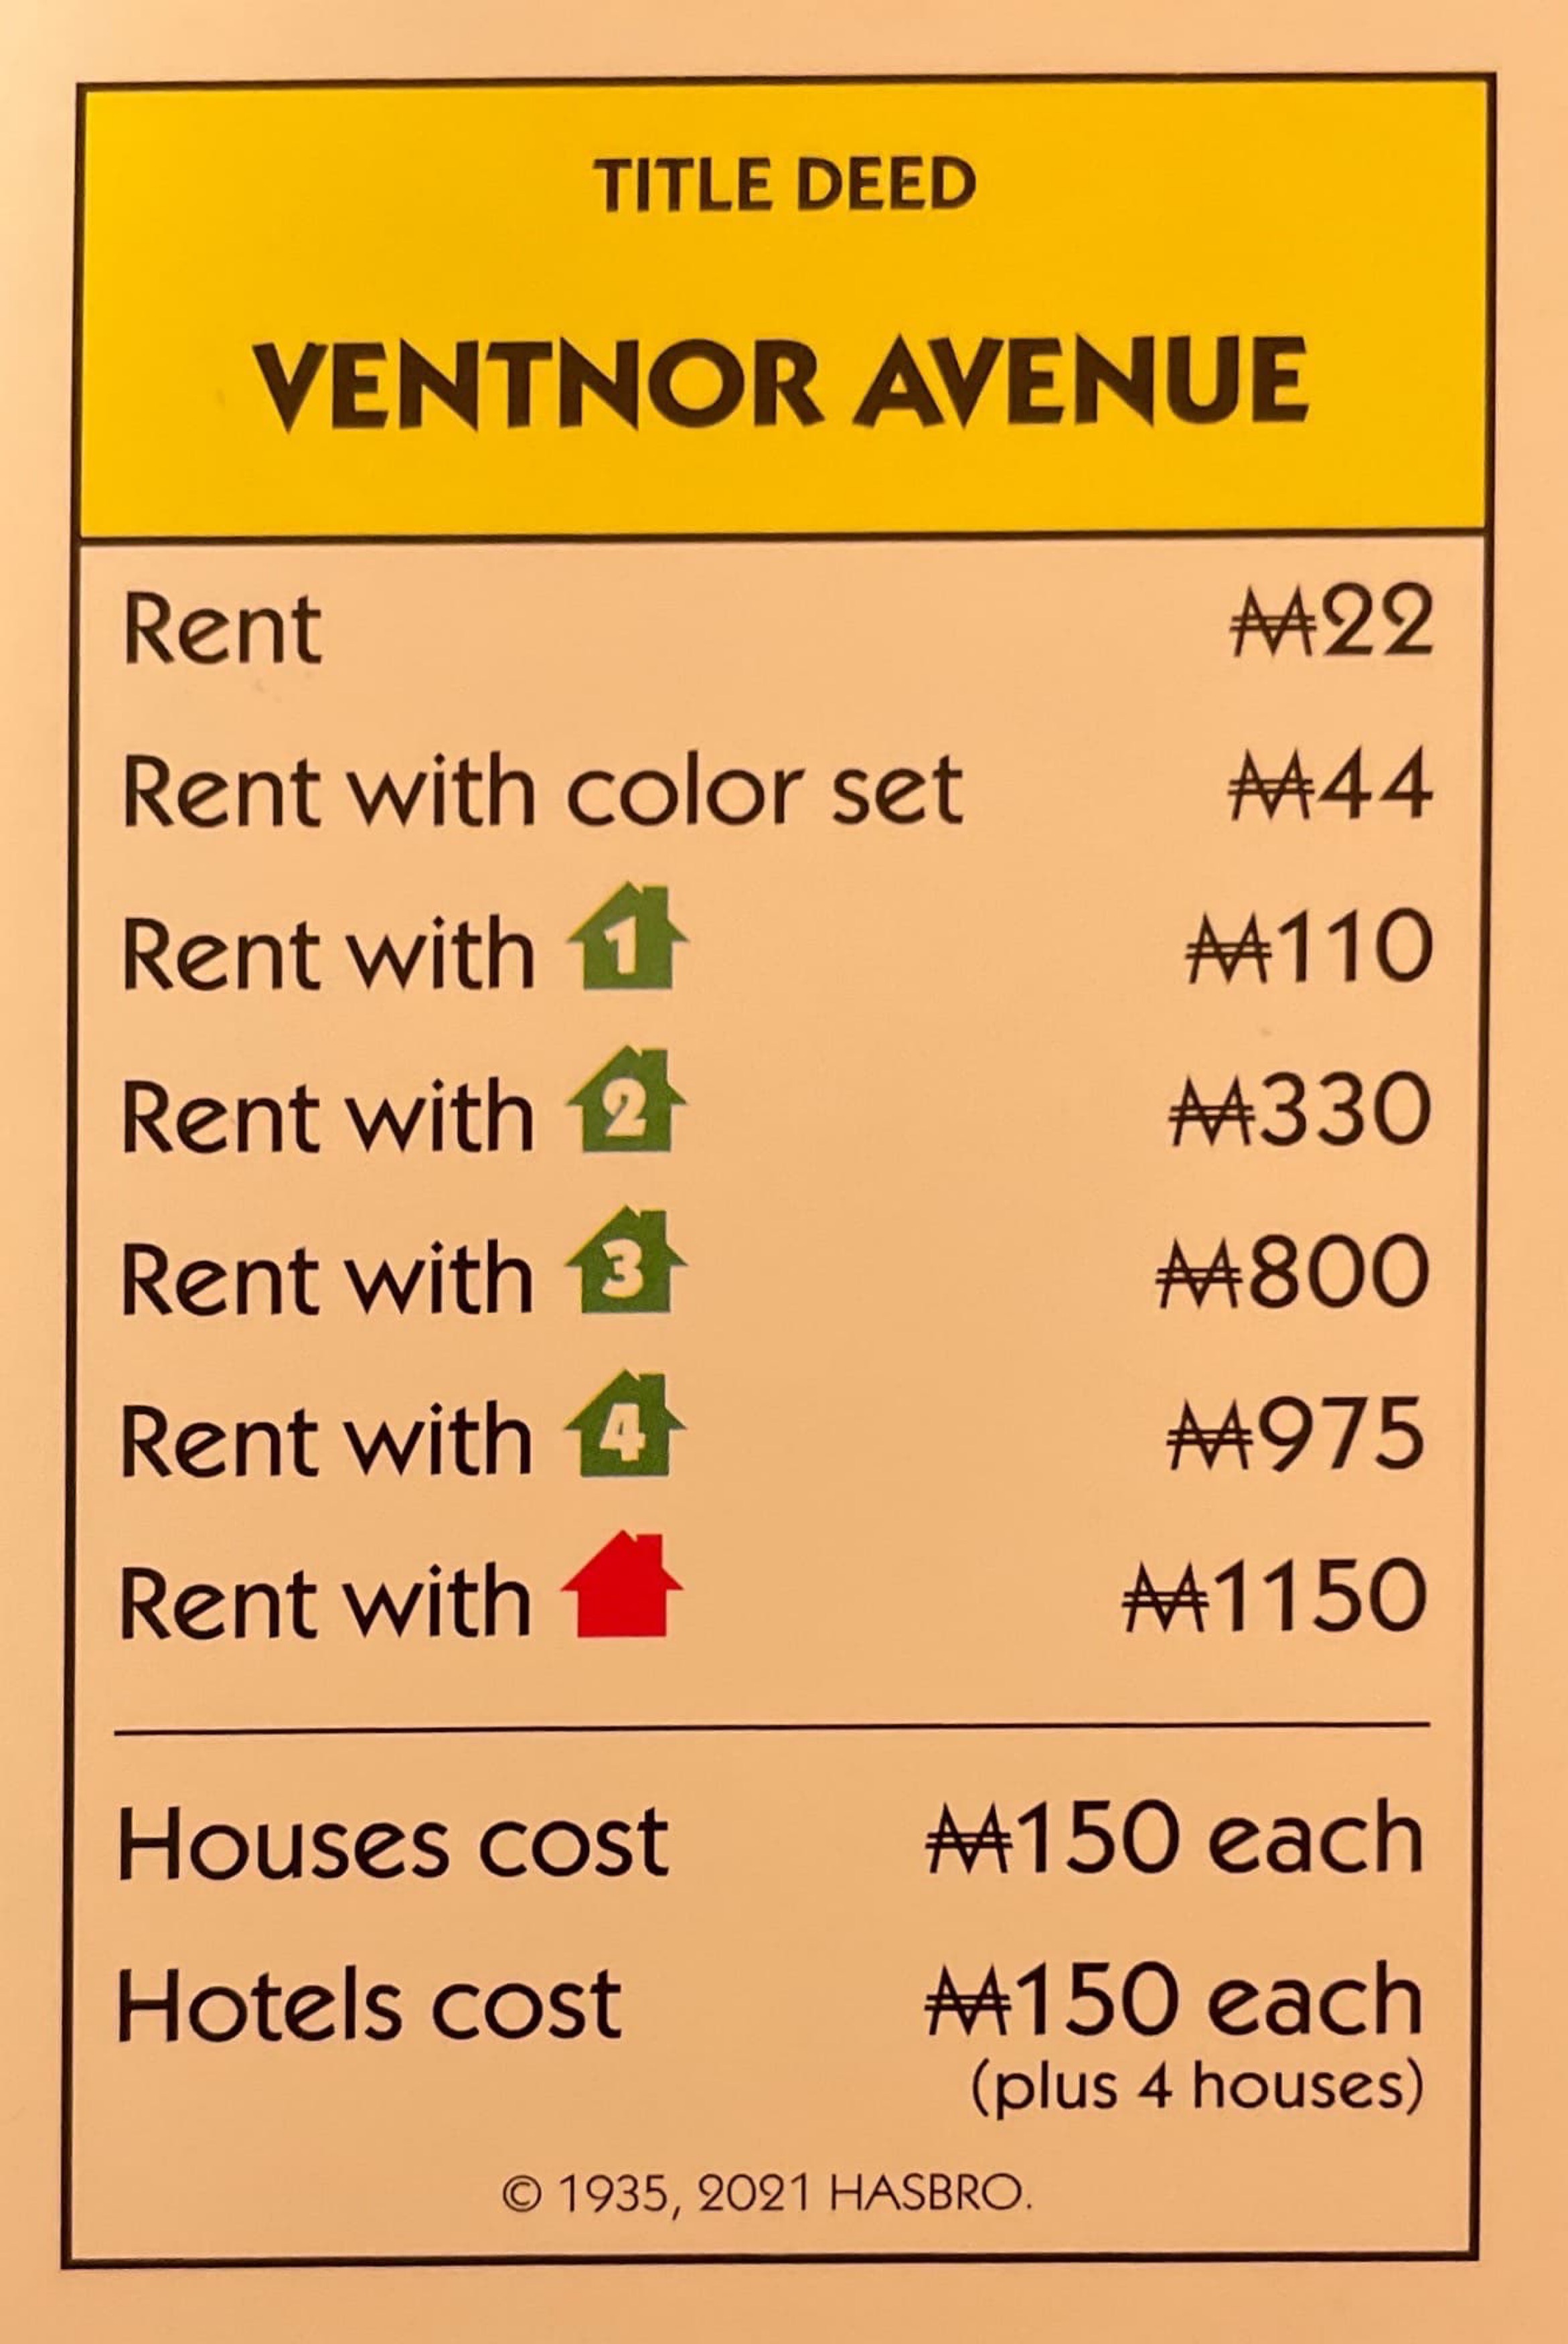 TITLE DEED
VENTNOR AVENUE
Rent ₩22
Rent with color set ₩44
Rent with 1 ₩110
Rent with 2 ₩330
Rent with 3 ₩800
Rent with 4 ₩975
Rent with ₩1150
Houses cost ₩150 each
Hotels cost ₩150 each
(plus 4 houses)
© 1935, 2021 HASBRO.